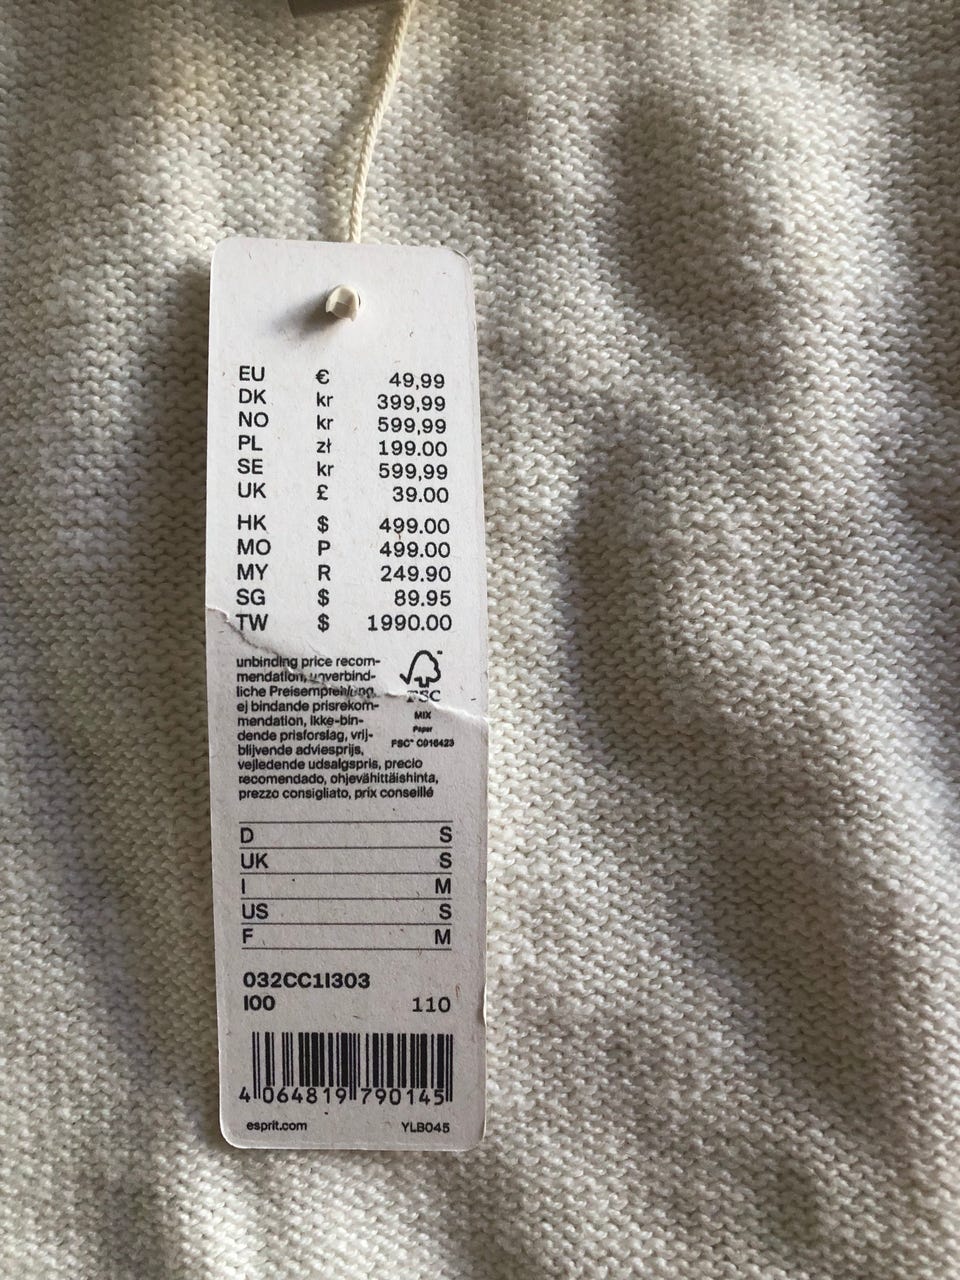 EU € 49,99
DK kr 399,99
NO kr 599,99
PL zł 199.00
SE kr 599,99
UK £ 39.00
HK $ 499.00
MO P 499.00
MY R 249.90
SG $ 89.95
TW $ 1990.00
unbinding price recom-
mendation, unverbind-
liche Preisempfehlung,
ej bindande prisrekom-
mendation, ikke-bin-
dende prisforslag, vrij-
blijvende adviesprijs,
vejledende udsalgspris, precio
recomendado, ohjevähittäishinta,
prezzo consigliato, prix conseillé
FSC
MIX
Paper
FSC™ C016423
D S
UK S
I M
US S
F M
032CC1I303
I00 110
4 064819 790145
esprit.com YLB045